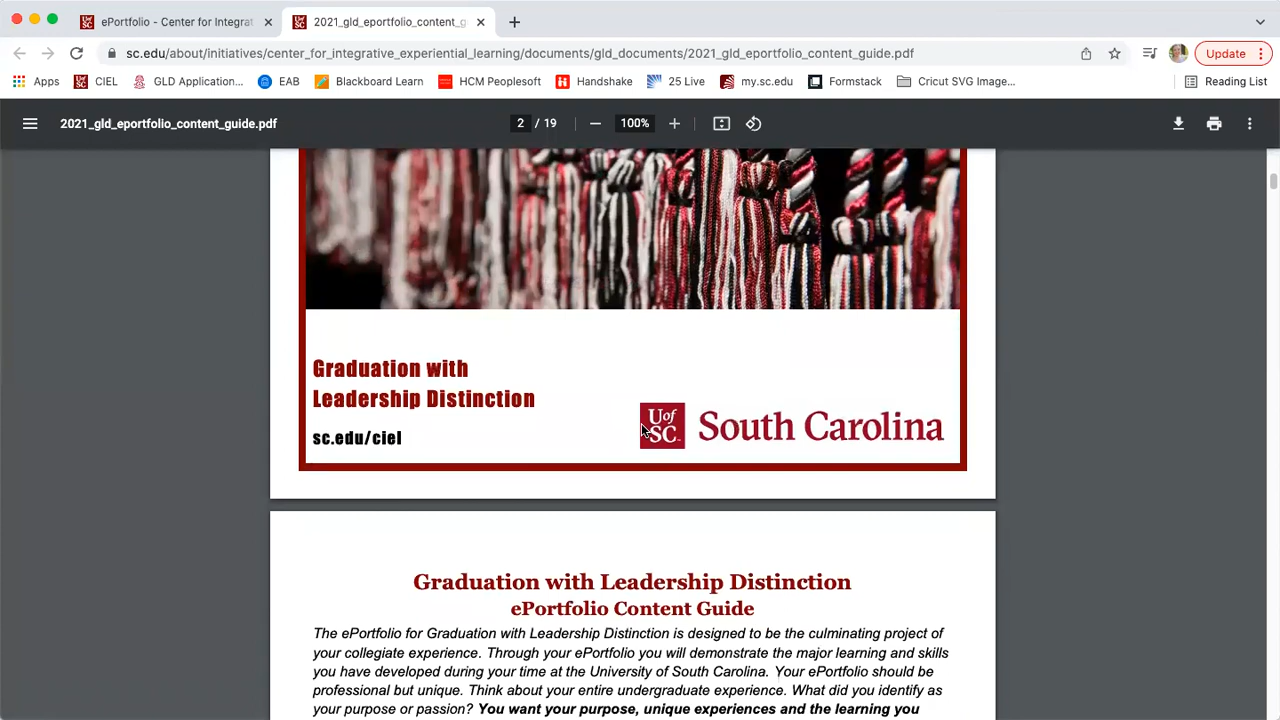 ePortfolio - Center for Integrat
2021_gld_eportfolio_content_g
sc.edu/about/initiatives/center_for_integrative_experiential_learning/documents/gld_documents/2021_gld_eportfolio_content_guide.pdf
Update
Apps CIEL GLD Application... EAB Blackboard Learn HCM Peoplesoft Handshake 25 Live my.sc.edu Formstack Cricut SVG Image... Reading List
2021_gld_eportfolio_content_guide.pdf 2 / 19 100%
Graduation with
Leadership Distinction
sc.edu/ciel
UofSC South Carolina
Graduation with Leadership Distinction
ePortfolio Content Guide
The ePortfolio for Graduation with Leadership Distinction is designed to be the culminating project of
your collegiate experience. Through your ePortfolio you will demonstrate the major learning and skills
you have developed during your time at the University of South Carolina. Your ePortfolio should be
professional but unique. Think about your entire undergraduate experience. What did you identify as
your purpose or passion? You want your purpose, unique experiences and the learning you